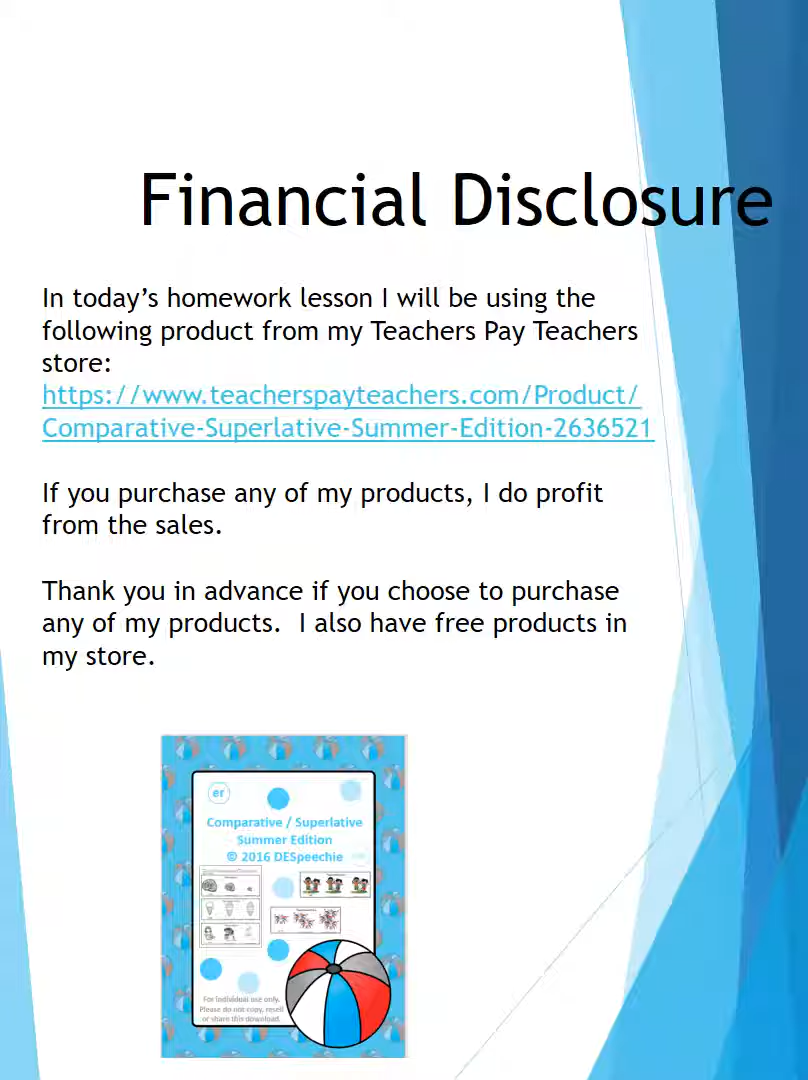 Financial Disclosure
In today’s homework lesson I will be using the
following product from my Teachers Pay Teachers
store:
https://www.teacherspayteachers.com/Product/
Comparative-Superlative-Summer-Edition-2636521
If you purchase any of my products, I do profit
from the sales.
Thank you in advance if you choose to purchase
any of my products.  I also have free products in
my store.
er
Comparative / Superlative
Summer Edition
© 2016 DESpeechie
For individual use only.
Please do not copy, resell
or share this download.